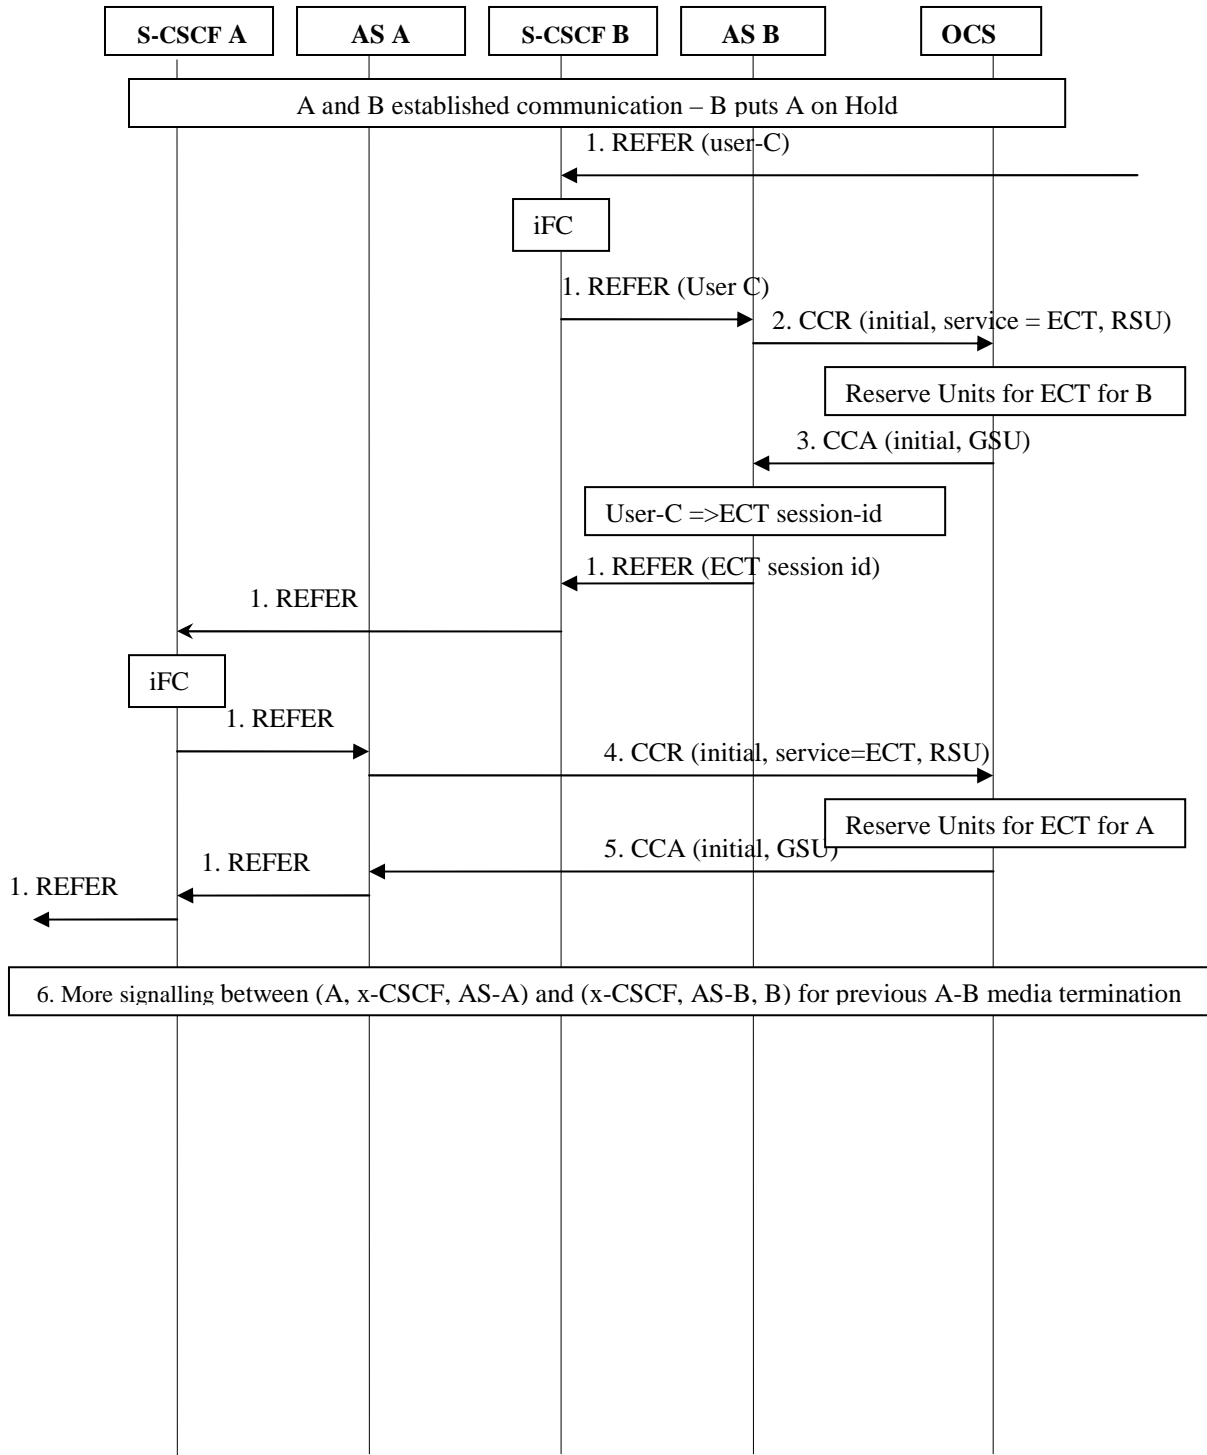 S-CSCF A
AS A
S-CSCF B
AS B
OCS
A and B established communication – B puts A on Hold
1. REFER (user-C)
iFC
1. REFER (User C)
2. CCR (initial, service = ECT, RSU)
Reserve Units for ECT for B
3. CCA (initial, GSU)
User-C =>ECT session-id
1. REFER (ECT session id)
1. REFER
iFC
1. REFER
4. CCR (initial, service=ECT, RSU)
Reserve Units for ECT for A
5. CCA (initial, GSU)
1. REFER
1. REFER
6. More signalling between (A, x-CSCF, AS-A) and (x-CSCF, AS-B, B) for previous A-B media termination